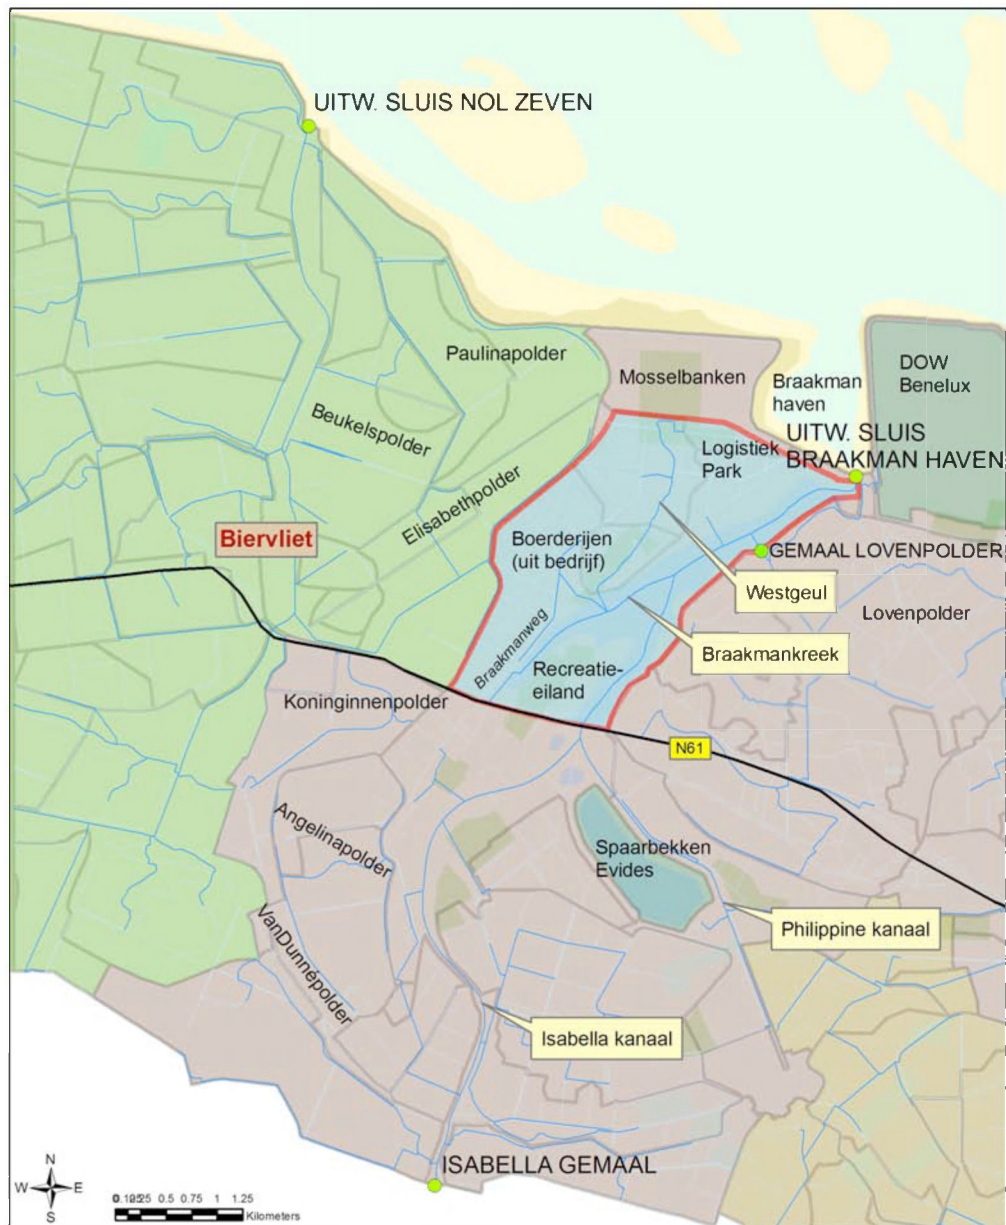 UITW. SLUIS NOL ZEVEN
Paulinapolder
Mosselbanken
Braakman
haven
DOW
Benelux
Beukelspolder
Logistiek
Park
UITW. SLUIS
BRAAKMAN HAVEN
Elisabethpolder
Biervliet
Boerderijen
(uit bedrijf)
GEMAAL LOVENPOLDER
Westgeul
Lovenpolder
Braakmanweg
Braakmankreek
Recreatie-
eiland
Koninginnenpolder
N61
Angelinapolder
Spaarbekken
Evides
VanDunnépolder
Philippine kanaal
Isabella kanaal
ISABELLA GEMAAL
N
W E
S
0.5 0.75 1 1.25
Kilometers